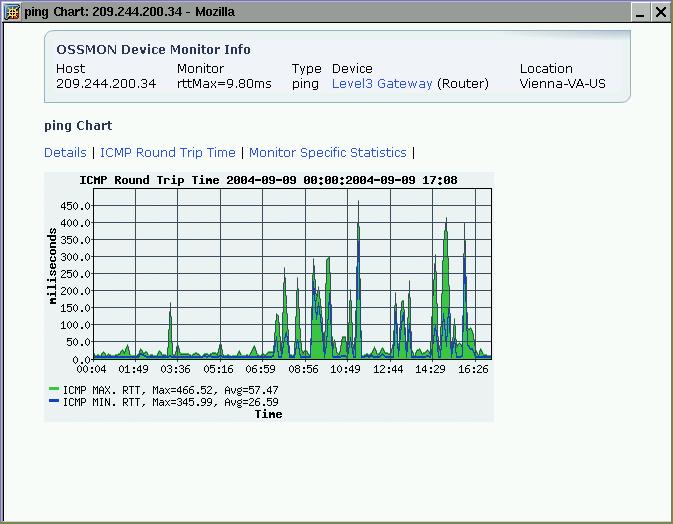 ping Chart: 209.244.200.34 - Mozilla
OSSMON Device Monitor Info
Host Monitor Type Device Location
209.244.200.34 rttMax=9.80ms ping Level3 Gateway (Router) Vienna-VA-US
ping Chart
Details | ICMP Round Trip Time | Monitor Specific Statistics |
ICMP Round Trip Time 2004-09-09 00:00:2004-09-09 17:08
miliseconds
450.0
400.0
350.0
300.0
250.0
200.0
150.0
100.0
50.0
0.0
00:04 01:49 03:36 05:16 06:59 08:56 10:49 12:44 14:29 16:26
ICMP MAX. RTT, Max=466.52, Avg=57.47
ICMP MIN. RTT, Max=345.99, Avg=26.59
Time